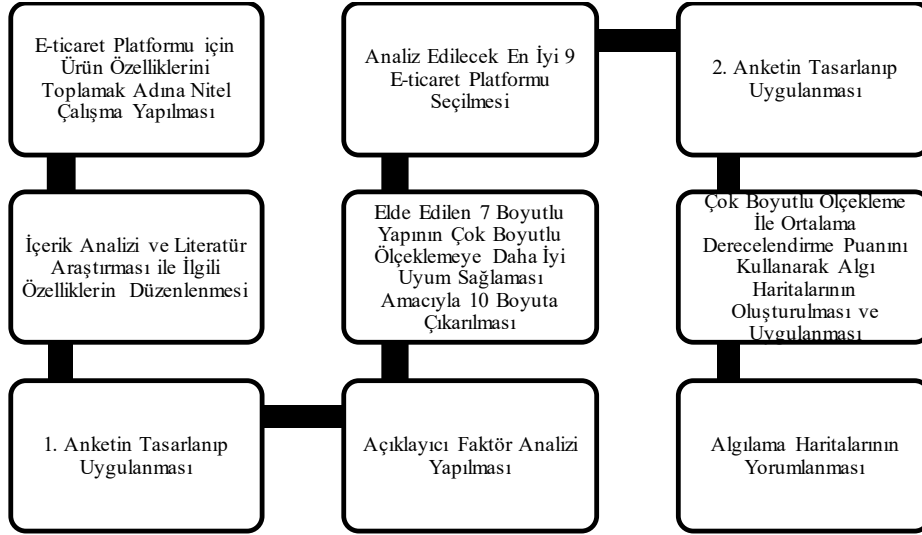 E-ticaret Platformu için
Ürün Özelliklerini
Toplamak Adına Nitel
Çalışma Yapılması
İçerik Analizi ve Literatür
Araştırması ile İlgili
Özelliklerin Düzenlenmesi
1. Anketin Tasarlanıp
Uygulanması
Açıklayıcı Faktör Analizi
Yapılması
Elde Edilen 7 Boyutlu
Yapının Çok Boyutlu
Ölçeklemeye Daha İyi
Uyum Sağlaması
Amacıyla 10 Boyuta
Çıkarılması
Analiz Edilecek En İyi 9
E-ticaret Platformu
Seçilmesi
2. Anketin Tasarlanıp
Uygulanması
Çok Boyutlu Ölçekleme
İle Ortalama
Derecelendirme Puanını
Kullanarak Algı
Haritalarının
Oluşturulması ve
Uygulanması
Algılama Haritalarının
Yorumlanması